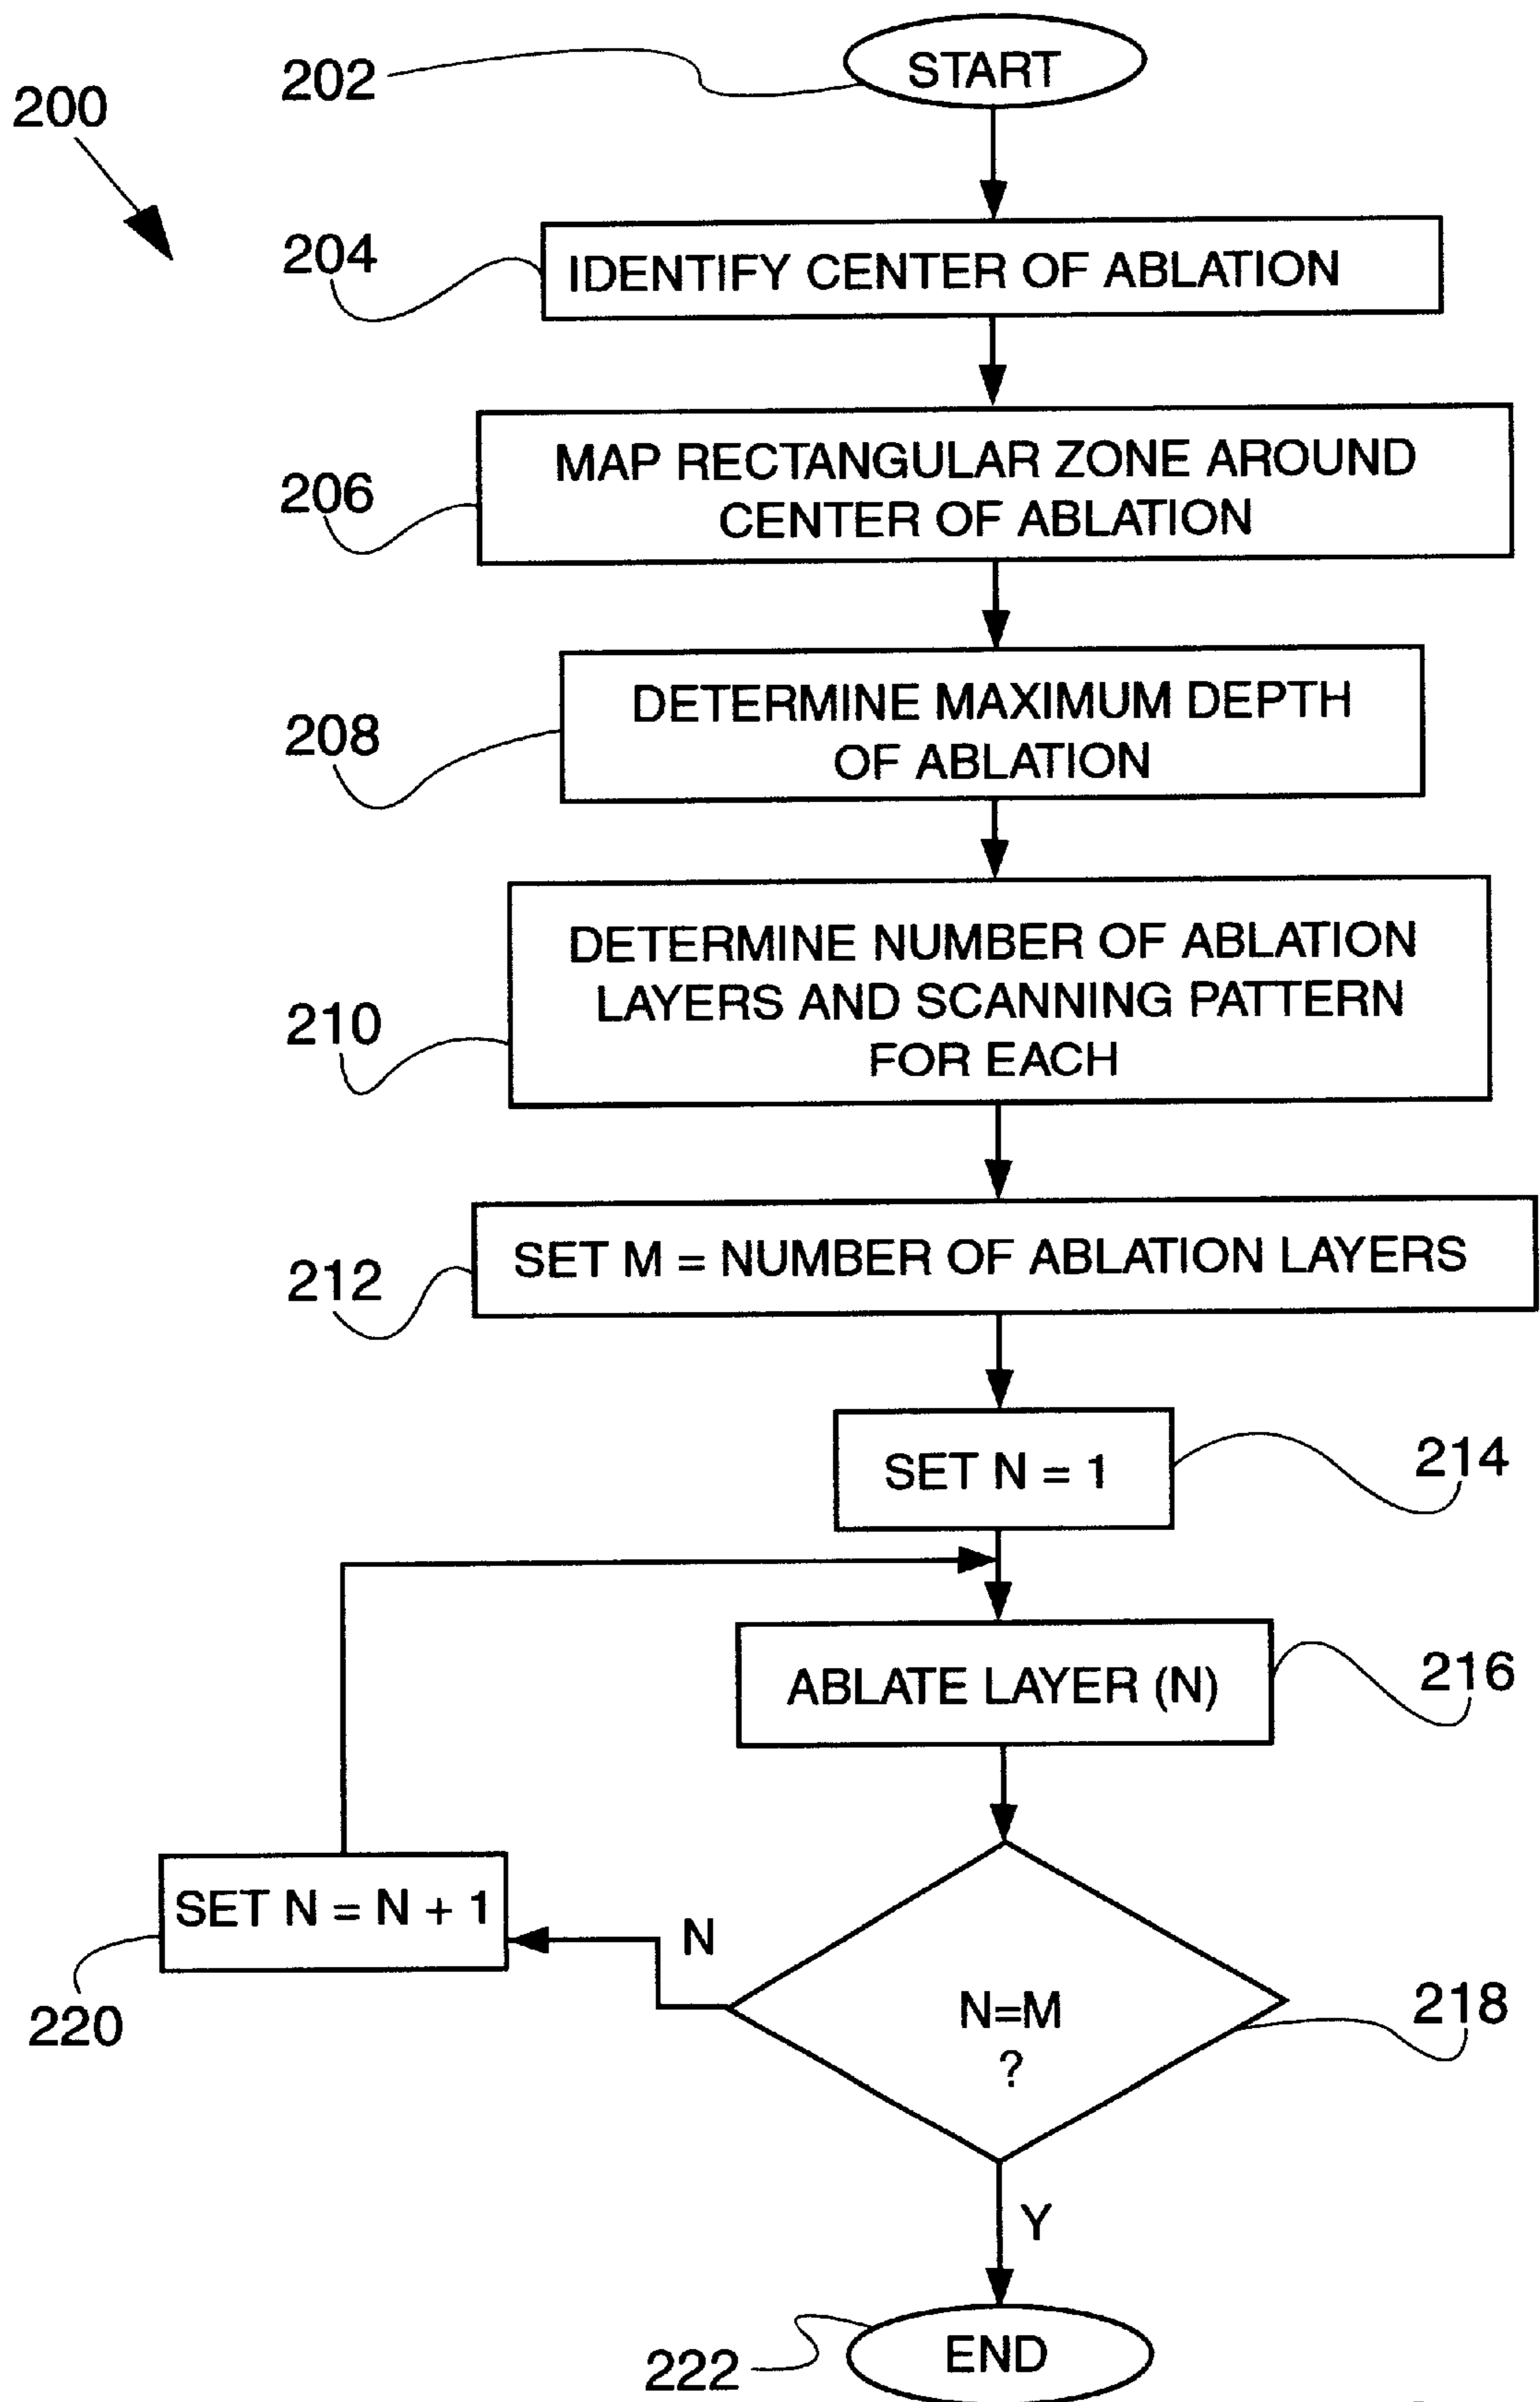 202
START
200
204
IDENTIFY CENTER OF ABLATION
206
MAP RECTANGULAR ZONE AROUND
CENTER OF ABLATION
208
DETERMINE MAXIMUM DEPTH
OF ABLATION
210
DETERMINE NUMBER OF ABLATION
LAYERS AND SCANNING PATTERN
FOR EACH
212
SET M = NUMBER OF ABLATION LAYERS
SET N = 1
214
ABLATE LAYER (N)
216
SET N = N + 1
N
220
N=M
?
218
Y
222
END